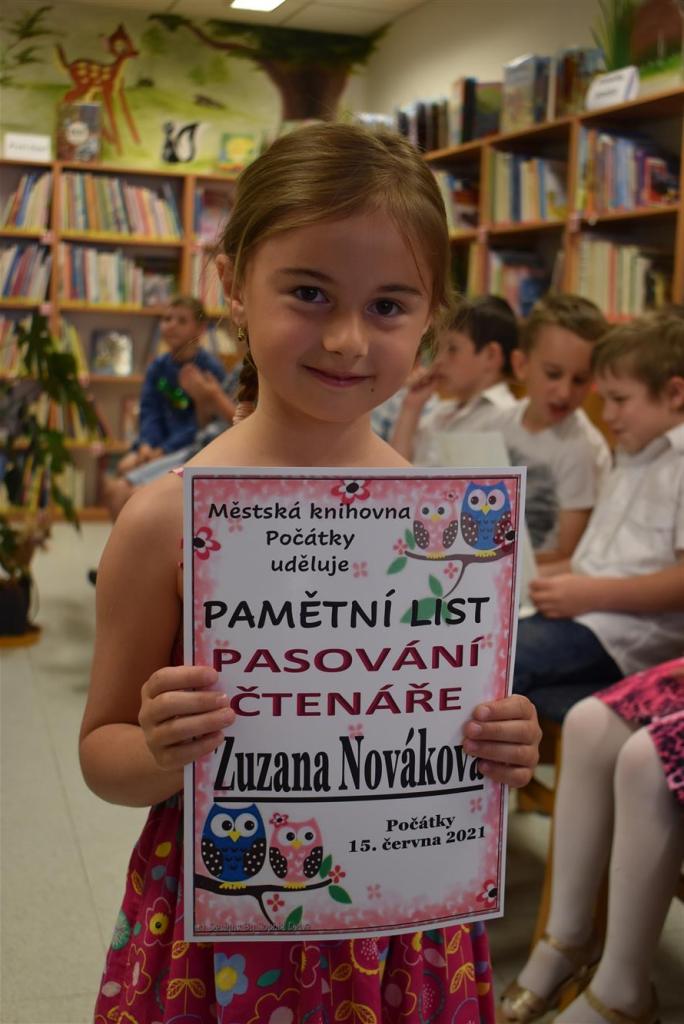 Městská knihovna
Počátky
uděluje
PAMĚTNÍ LIST
PASOVÁNÍ
ČTENÁŘE
Zuzana Nováková
Počátky
15. června 2021